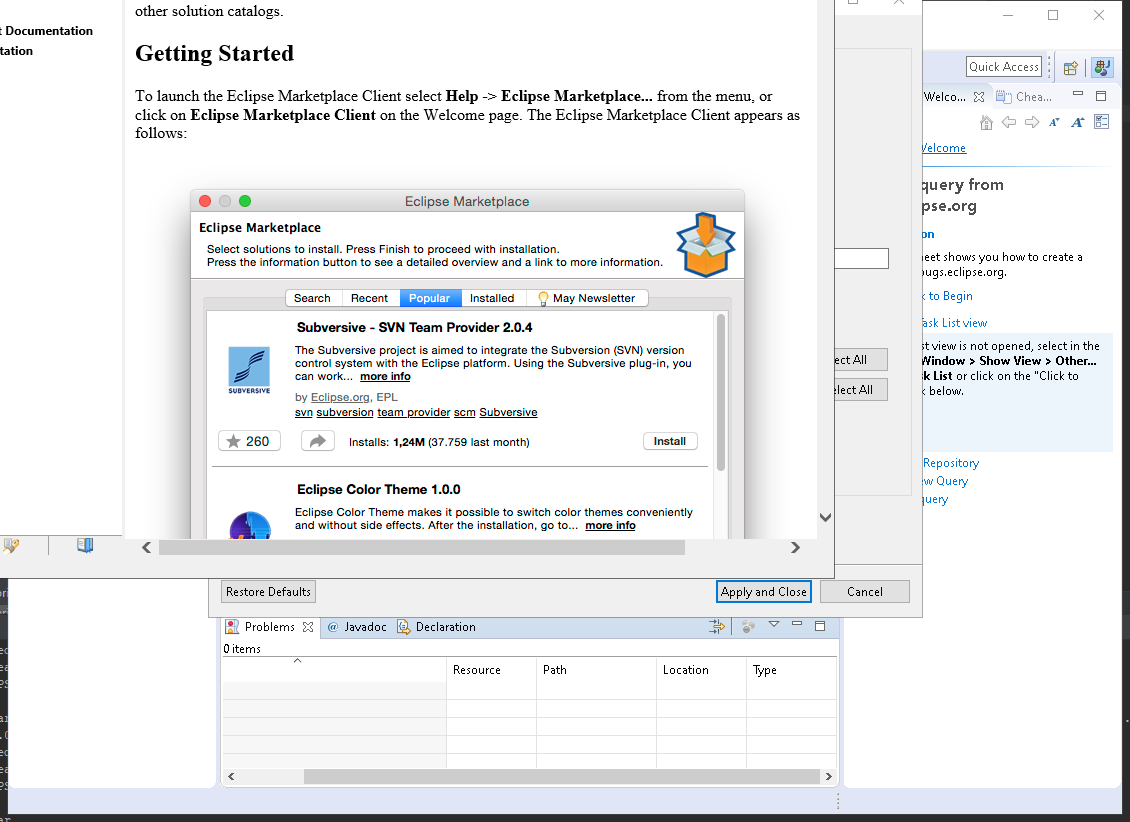 other solution catalogs.
Documentation
Getting Started
To launch the Eclipse Marketplace Client select Help -> Eclipse Marketplace... from the menu, or
click on Eclipse Marketplace Client on the Welcome page. The Eclipse Marketplace Client appears as
follows:
Eclipse Marketplace
Eclipse Marketplace
Select solutions to install. Press Finish to proceed with installation.
Press the information button to see a detailed overview and a link to more information.
Search Recent Popular Installed May Newsletter
Subversive - SVN Team Provider 2.0.4
The Subversive project is aimed to integrate the Subversion (SVN) version
control system with the Eclipse platform. Using the Subversive plug-in, you
can work... more info
SUBVERSIVE
by Eclipse.org, EPL
svn subversion team provider scm Subversive
260 Installs: 1,24M (37.759 last month) Install
Eclipse Color Theme 1.0.0
Eclipse Color Theme makes it possible to switch color themes conveniently
and without side effects. After the installation, go to... more info
All
All
Restore Defaults Apply and Close Cancel
Quick Access
Welco... Chea...
Welcome
query from
on
sheet shows you how to create a
bugs.eclipse.org.
to Begin
Task List view
view is not opened, select in the
Window > Show View > Other...
List or click on the "Click to
below.
Repository
Query
query
Problems @ Javadoc Declaration
0 items
Resource Path Location Type